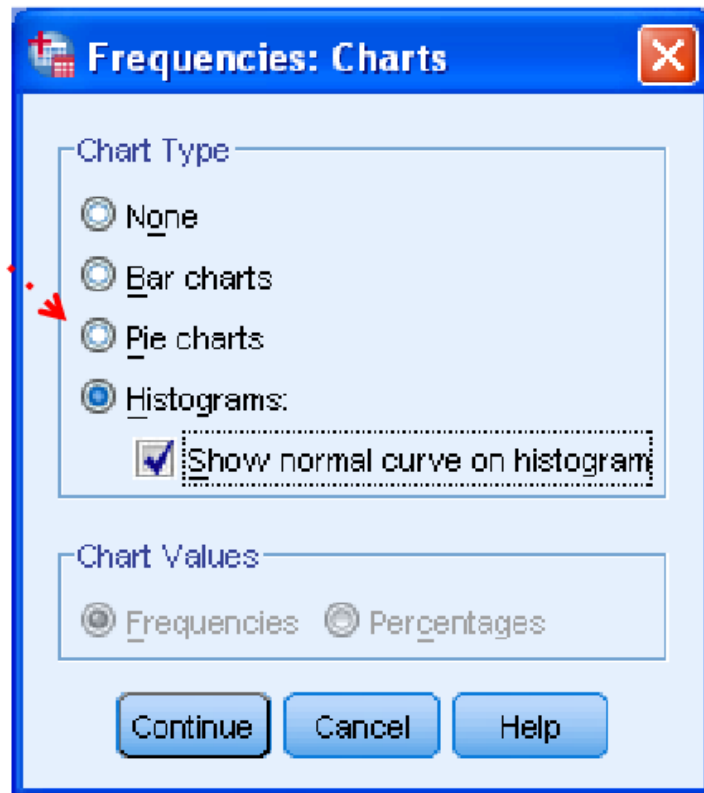 Frequencies: Charts
Chart Type
None
Bar charts
Pie charts
Histograms:
Show normal curve on histogram
Chart Values
Frequencies Percentages
Continue Cancel Help